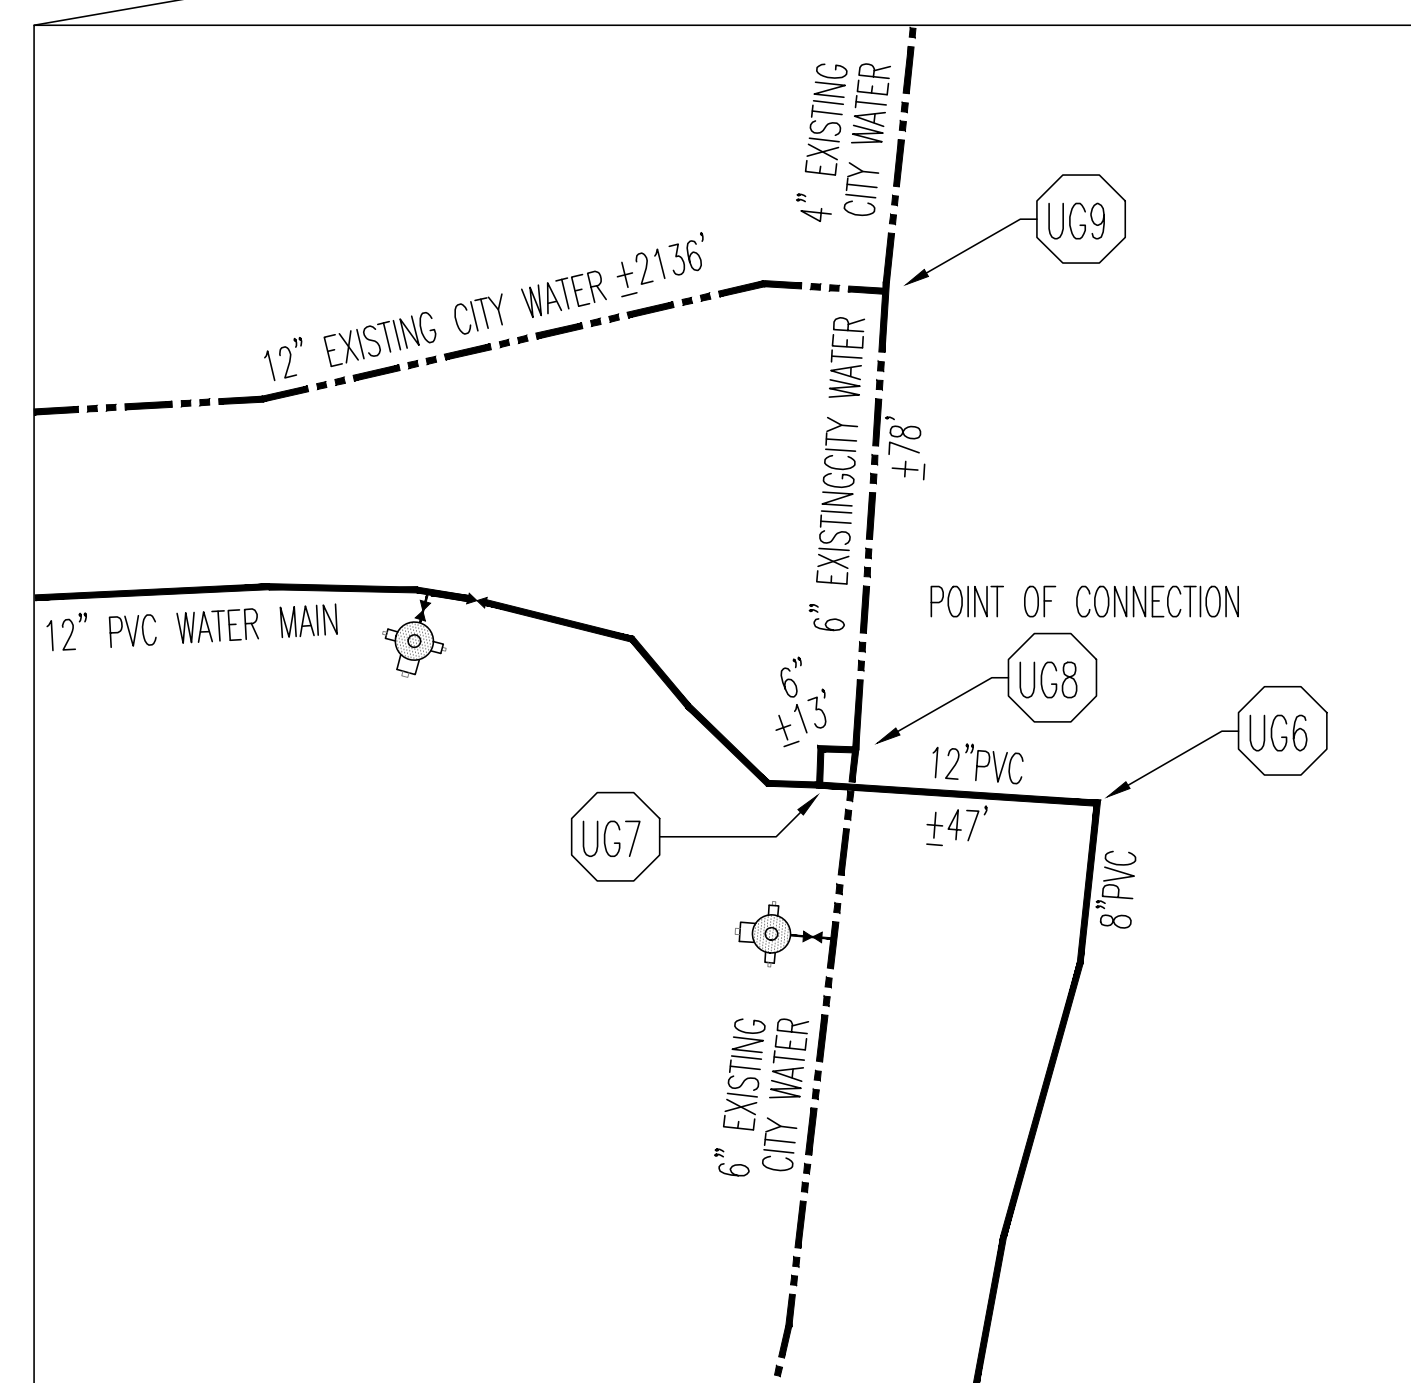 4" EXISTING
CITY WATER
UG9
12" EXISTING CITY WATER ±2136'
6" EXISTINGCITY WATER
±78'
POINT OF CONNECTION
12" PVC WATER MAIN
6"
±13'
UG8
UG6
12"PVC
±47'
UG7
8"PVC
6" EXISTING
CITY WATER